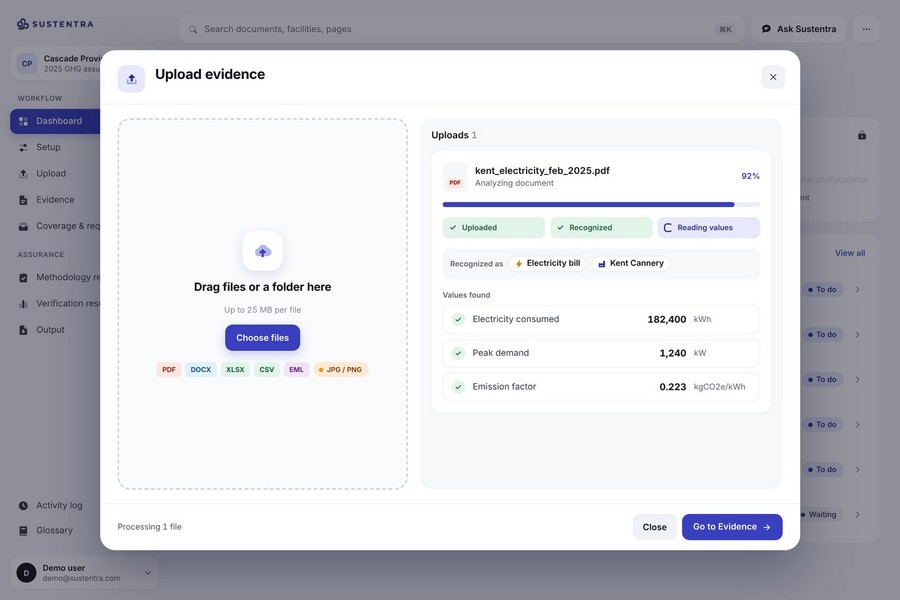 SUSTENTRA
Search documents, facilities, pages
⌘K
Ask Sustentra
CP
Cascade Provi
2025 GHG assu
WORKFLOW
Dashboard
Setup
Upload
Evidence
Coverage & req
ASSURANCE
Methodology re
Verification resu
Output
Activity log
Glossary
D
Demo user
demo@sustentra.com
Upload evidence
Drag files or a folder here
Up to 25 MB per file
Choose files
PDF DOCX XLSX CSV EML JPG / PNG
Uploads 1
PDF
kent_electricity_feb_2025.pdf
Analyzing document
92%
Uploaded
Recognized
Reading values
Recognized as Electricity bill Kent Cannery
Values found
Electricity consumed 182,400 kWh
Peak demand 1,240 kW
Emission factor 0.223 kgCO2e/kWh
Processing 1 file
Close
Go to Evidence →
ent
View all
To do
To do
To do
To do
To do
Waiting